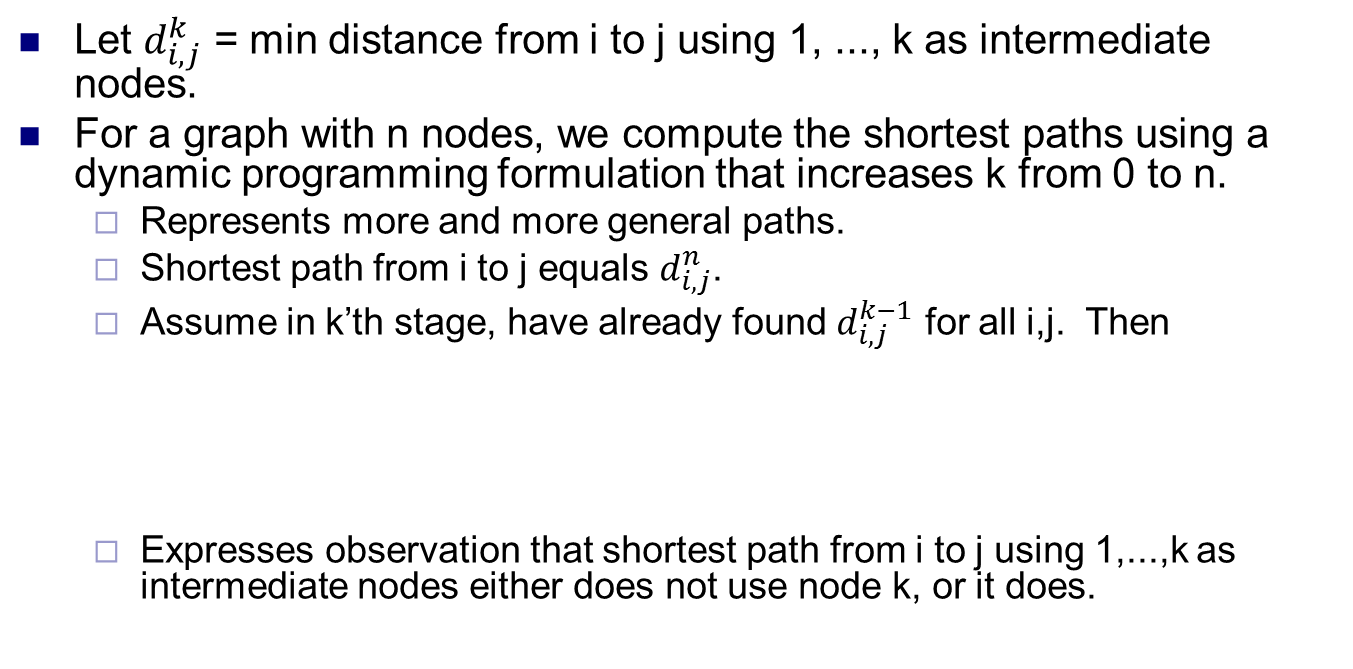 Let d^k_{i,j} = min distance from i to j using 1, ..., k as intermediate
nodes.
For a graph with n nodes, we compute the shortest paths using a
dynamic programming formulation that increases k from 0 to n.
Represents more and more general paths.
Shortest path from i to j equals d^n_{i,j}.
Assume in k’th stage, have already found d^{k−1}_{i,j} for all i,j. Then
Expresses observation that shortest path from i to j using 1,...,k as
intermediate nodes either does not use node k, or it does.